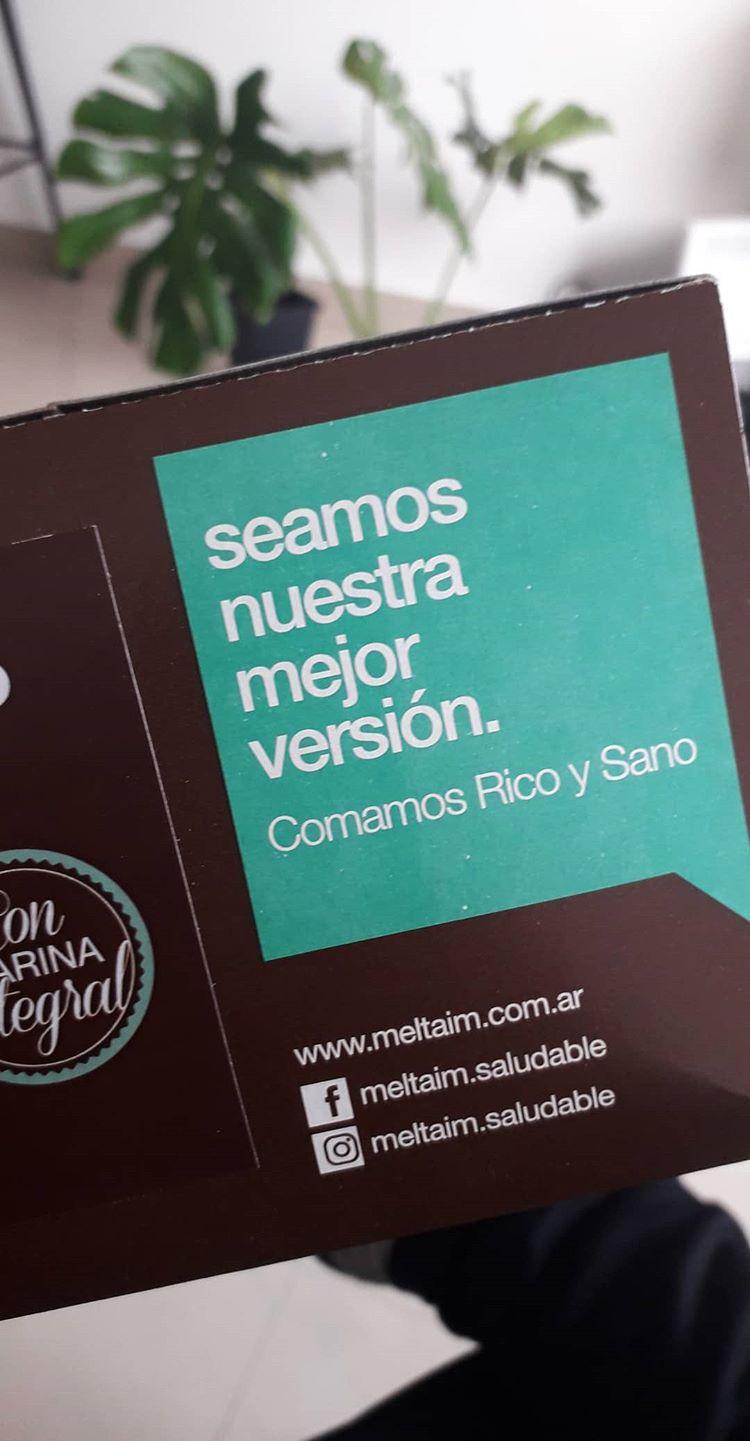 seamos
nuestra
mejor
versión.
Comamos Rico y Sano
www.meltaim.com.ar
meltaim.saludable
meltaim.saludable